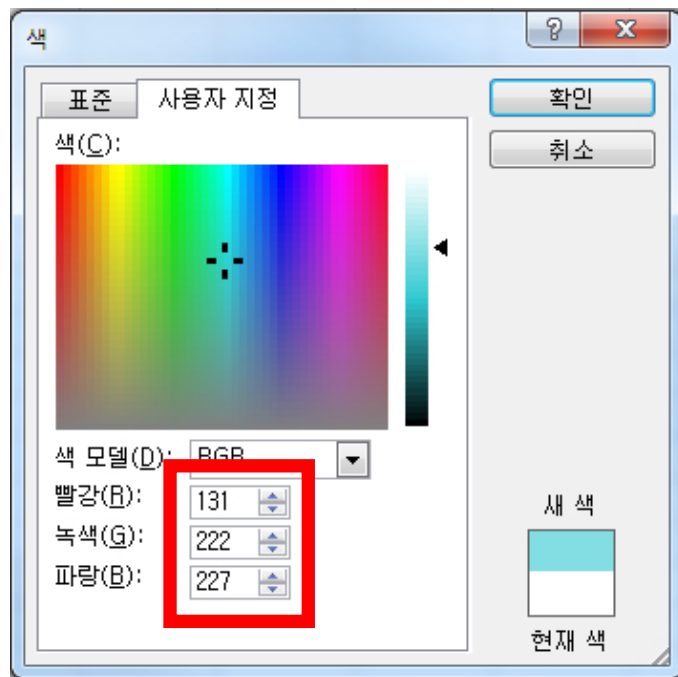 색
표준 사용자 지정
확인
취소
색(C):
색 모델(D): RGB
빨강(R): 131
녹색(G): 222
파랑(B): 227
새 색
현재 색